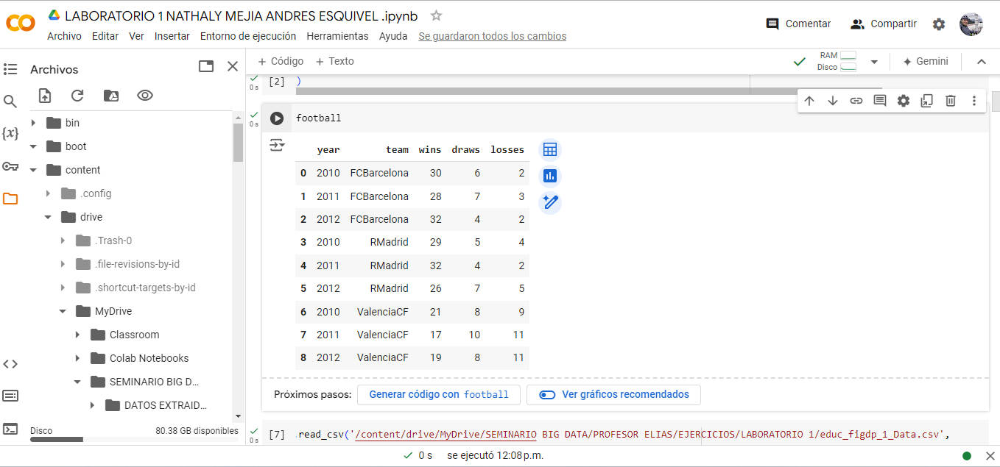 LABORATORIO 1 NATHALY MEJIA ANDRES ESQUIVEL .ipynb
Archivo Editar Ver Insertar Entorno de ejecución Herramientas Ayuda Se guardaron todos los cambios
Comentar Compartir
Archivos
+ Código + Texto
RAM
Disco
Gemini
[2] )
0 s
bin
boot
content
.config
drive
.Trash-0
.file-revisions-by-id
.shortcut-targets-by-id
MyDrive
Classroom
Colab Notebooks
SEMINARIO BIG D...
DATOS EXTRAID...
Disco 80.38 GB disponibles
0 s
football
year team wins draws losses
0 2010 FCBarcelona 30 6 2
1 2011 FCBarcelona 28 7 3
2 2012 FCBarcelona 32 4 2
3 2010 RMadrid 29 5 4
4 2011 RMadrid 32 4 2
5 2012 RMadrid 26 7 5
6 2010 ValenciaCF 21 8 9
7 2011 ValenciaCF 17 10 11
8 2012 ValenciaCF 19 8 11
Próximos pasos: Generar código con football Ver gráficos recomendados
0 s
[7] .read_csv('/content/drive/MyDrive/SEMINARIO BIG DATA/PROFESOR ELIAS/EJERCICIOS/LABORATORIO 1/educ_figdp_1_Data.csv',
0 s se ejecutó 12:08 p.m.